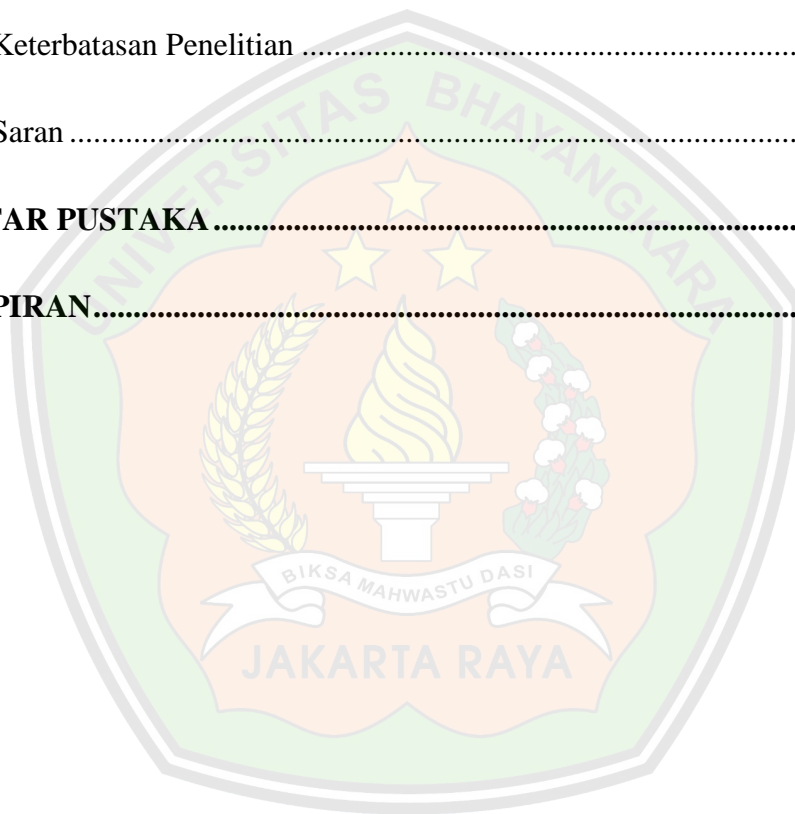 Keterbatasan Penelitian ..............................................................
Saran ...........................................................................................
TAR PUSTAKA .........................................................................
PIRAN........................................................................................
UNIVERSITAS BHAYANGKARA
BIKSA MAHWASTU DASI
JAKARTA RAYA